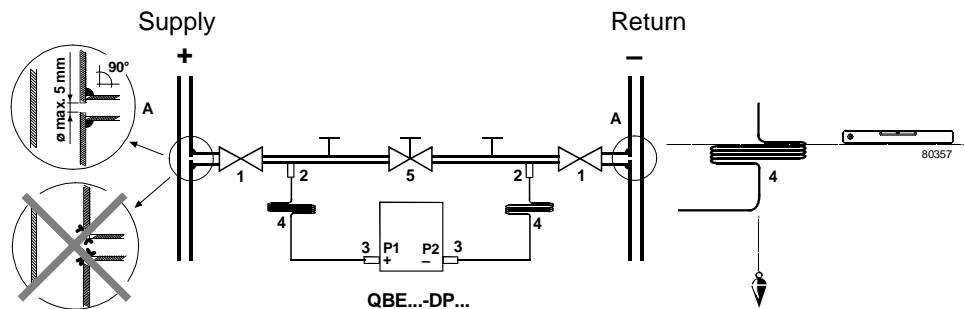 Supply
Return
+
–
ø max. 5 mm
90°
A
A
1
2
5
2
1
4
4
3
P1
+
P2
–
3
QBE...-DP...
80357
4